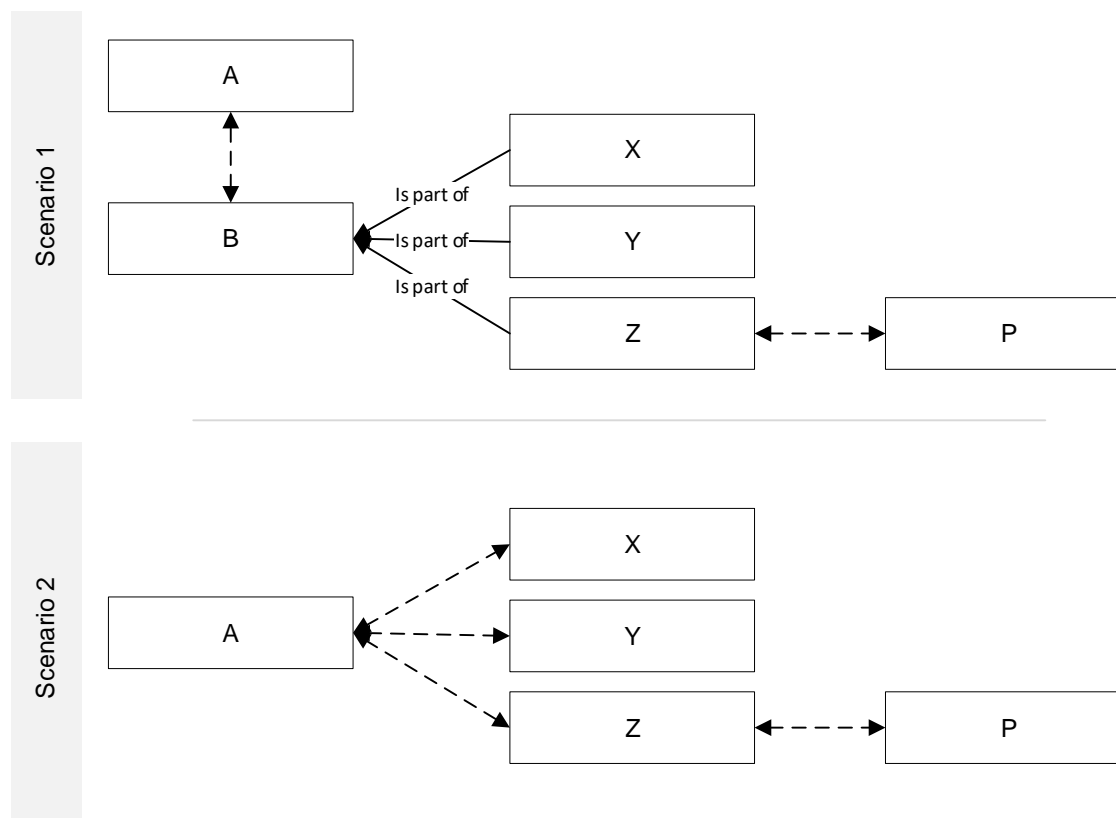 Scenario 1
A
B
Is part of
Is part of
Is part of
X
Y
Z
P
Scenario 2
A
X
Y
Z
P